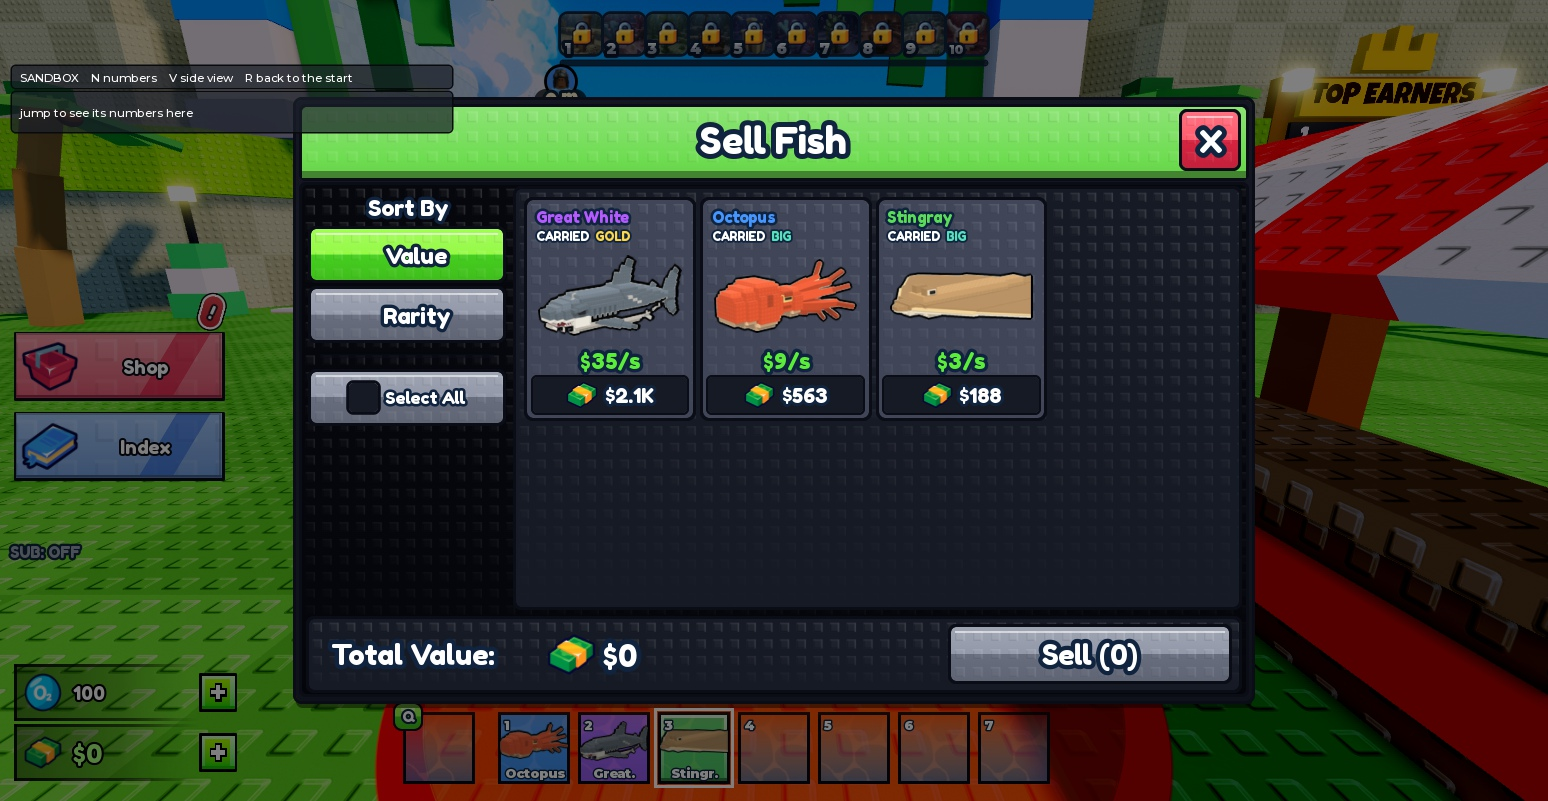 1 2 3 4 5 6 7 8 9 10
SANDBOX N numbers V side view R back to the start
jump to see its numbers here
TOP EARNERS
Sell Fish
X
Sort By
Value
Rarity
Select All
Great White
CARRIED GOLD
$35/s
$2.1K
Octopus
CARRIED BIG
$9/s
$563
Stingray
CARRIED BIG
$3/s
$188
0
Shop
Index
SUB: OFF
Total Value: $0
Sell (0)
O₂ 100 +
$0 +
Q
1 Octopus
2 Great.
3 Stingr.
4
5
6
7